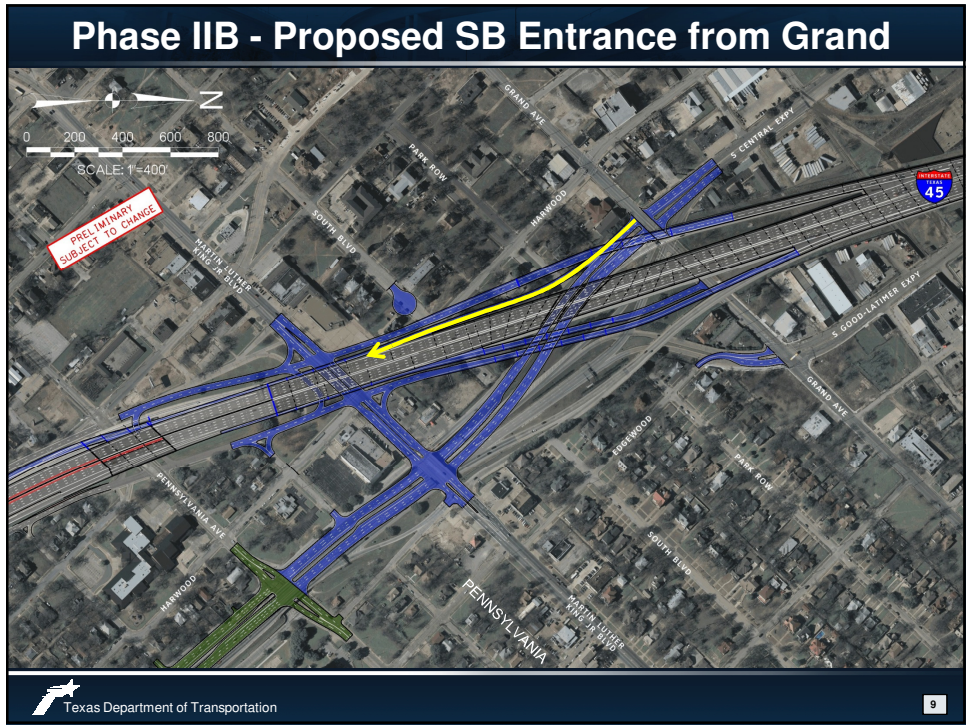 Phase IIB - Proposed SB Entrance from Grand
N
0 200 400 600 800
SCALE: 1"=400'
PRELIMINARY
SUBJECT TO CHANGE
GRAND AVE
S CENTRAL EXPY
PARK ROW
HARWOOD
SOUTH BLVD
MARTIN LUTHER
KING JR BLVD
INTERSTATE
TEXAS
45
S GOOD-LATIMER EXPY
GRAND AVE
EDGEWOOD
PARK ROW
SOUTH BLVD
PENNSYLVANIA AVE
HARWOOD
PENNSYLVANIA
MARTIN LUTHER
KING JR BLVD
Texas Department of Transportation
9